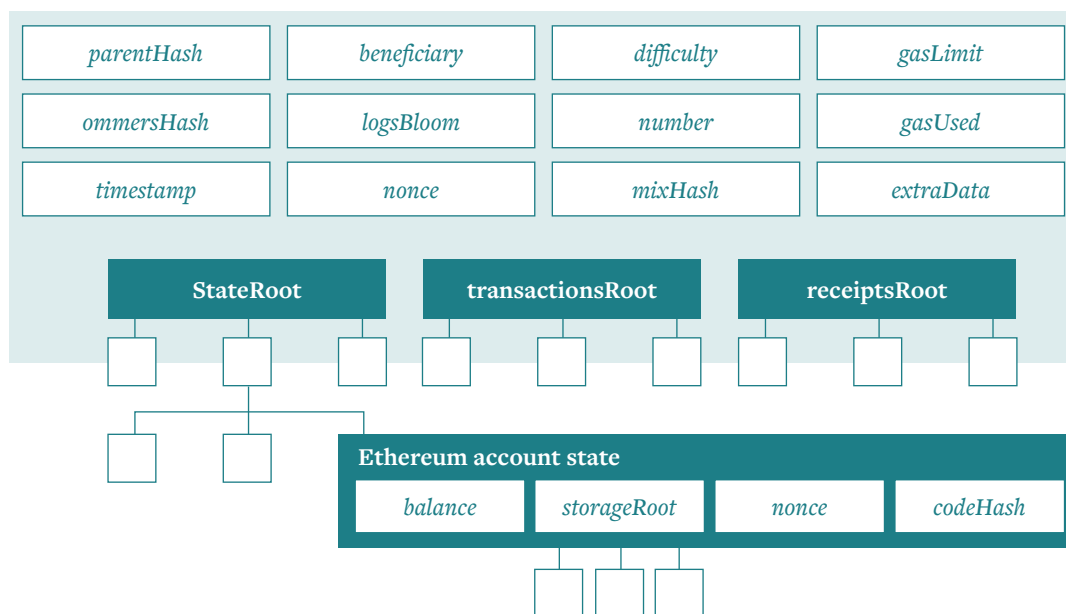 parentHash beneficiary difficulty gasLimit
ommersHash logsBloom number gasUsed
timestamp nonce mixHash extraData
StateRoot transactionsRoot receiptsRoot
Ethereum account state
balance storageRoot nonce codeHash